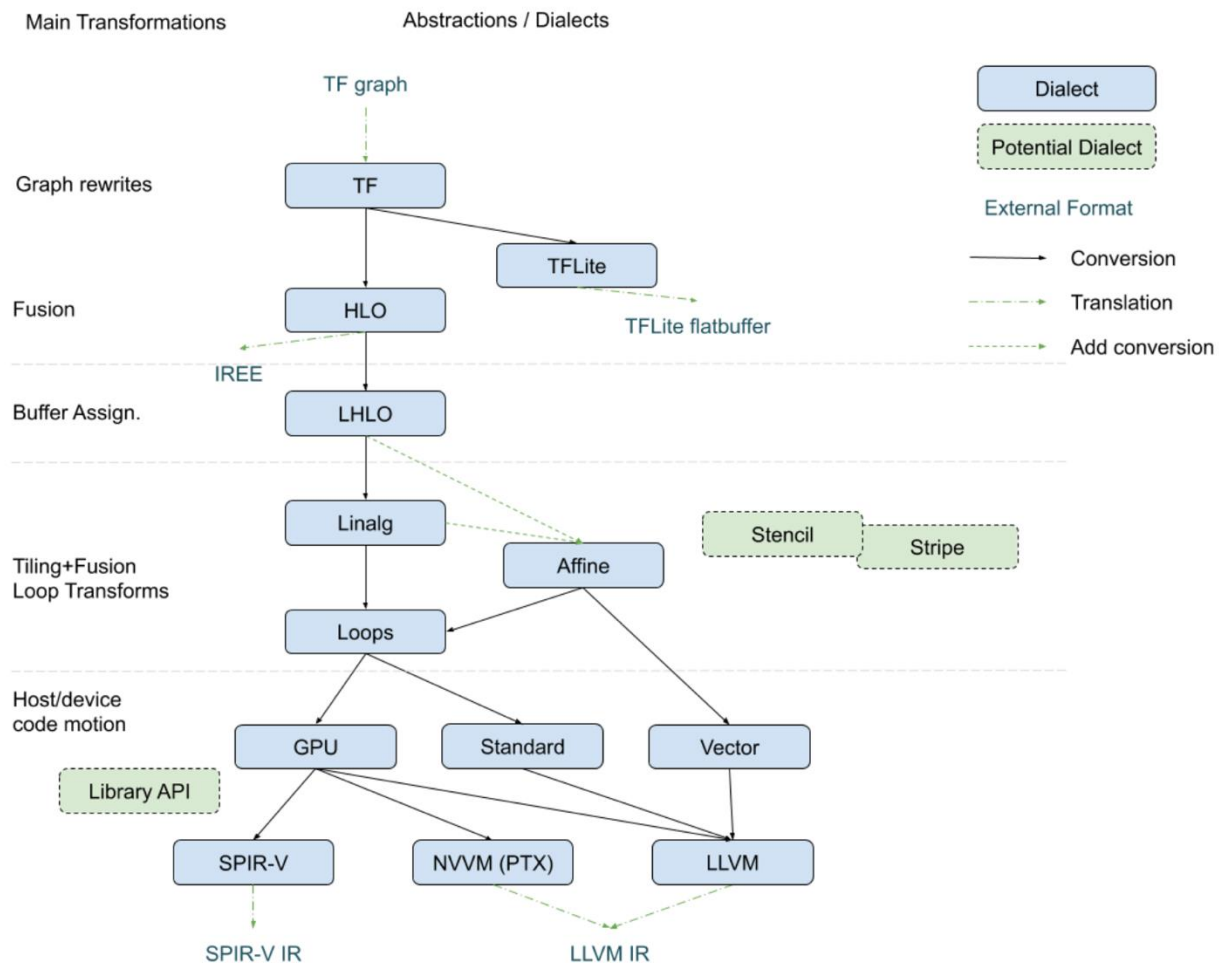 Main Transformations
Abstractions / Dialects
TF graph
Dialect
Potential Dialect
External Format
Conversion
Translation
Add conversion
Graph rewrites
TF
TFLite
TFLite flatbuffer
Fusion
HLO
IREE
Buffer Assign.
LHLO
Linalg
Stencil
Stripe
Affine
Tiling+Fusion
Loop Transforms
Loops
Host/device
code motion
GPU
Standard
Vector
Library API
SPIR-V
NVVM (PTX)
LLVM
SPIR-V IR
LLVM IR